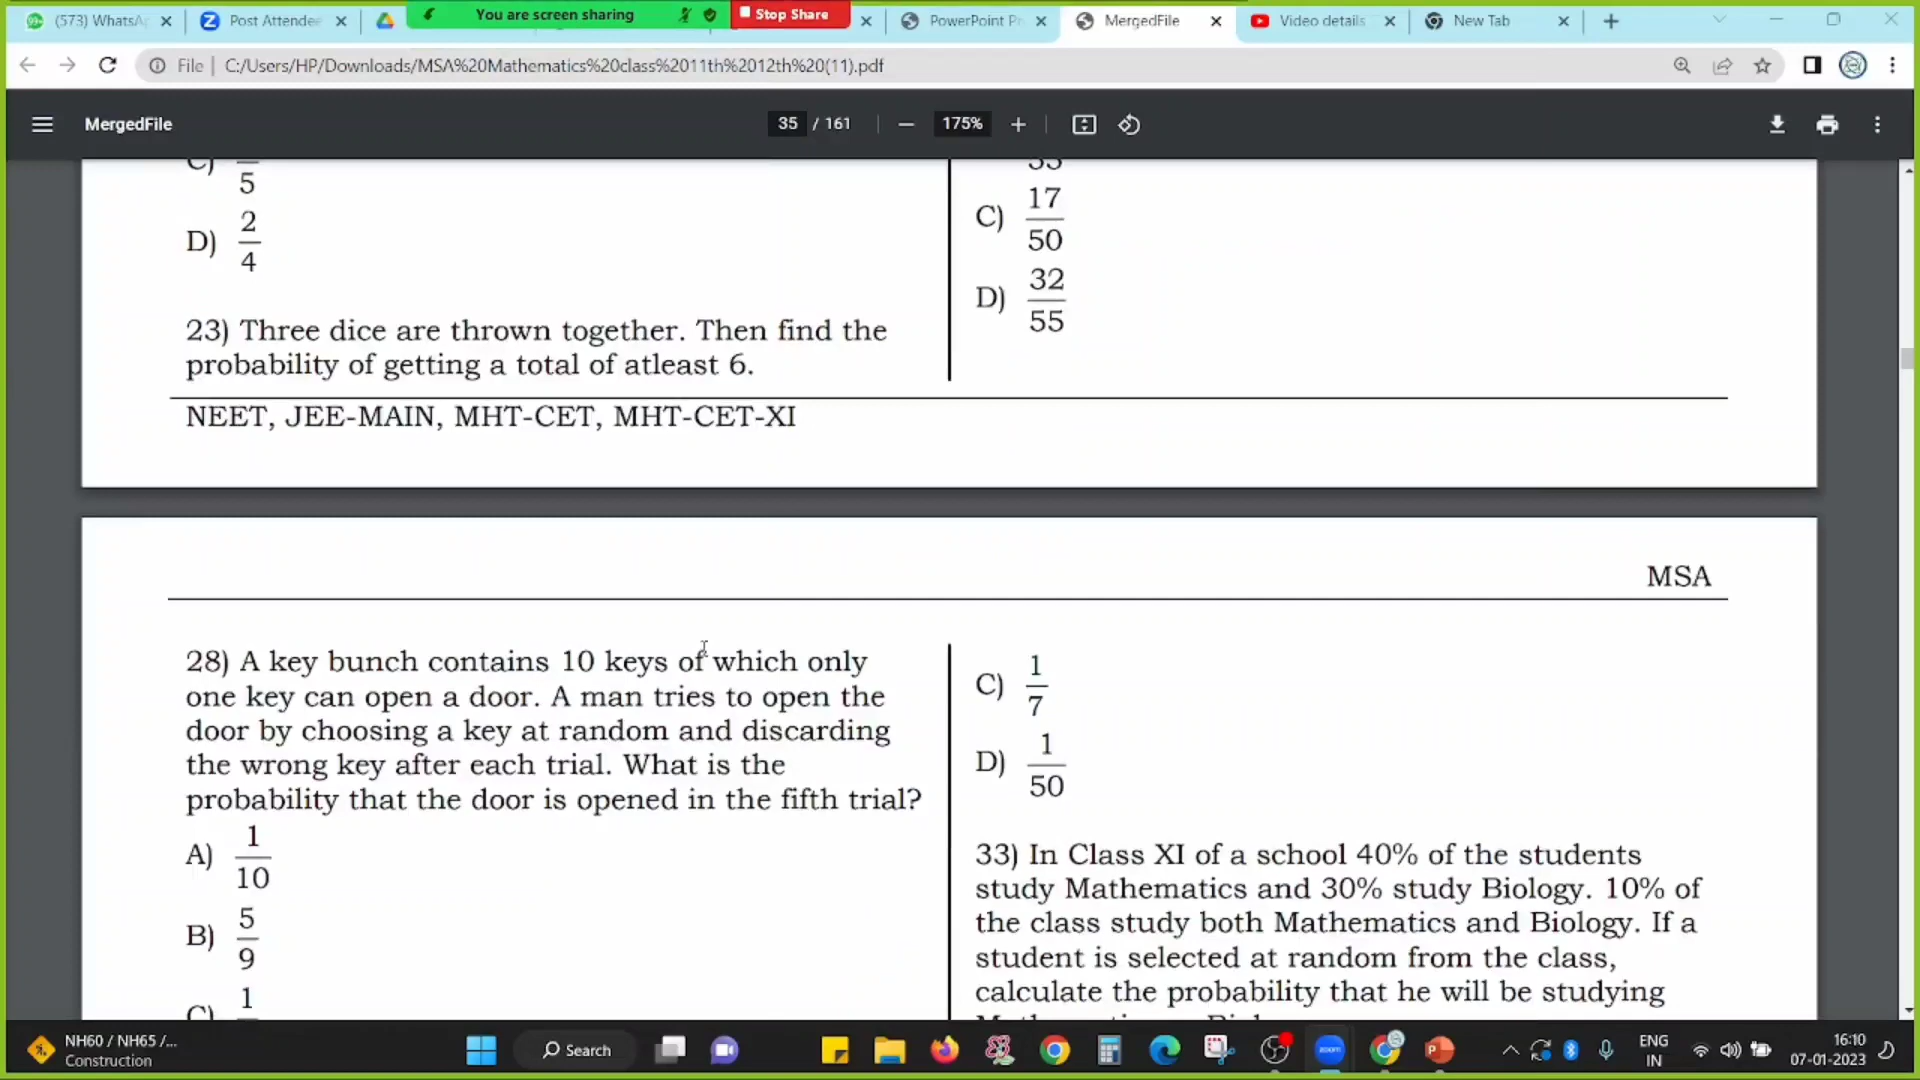 (573) WhatsA
Post Attende
You are screen sharing
Stop Share
PowerPoint Pr
MergedFile
Video details
New Tab
File
C:/Users/HP/Downloads/MSA%20Mathematics%20class%2011th%2012th%20(11).pdf
MergedFile
35 / 161
175%
C)
5
D) 2
4
23) Three dice are thrown together. Then find the
probability of getting a total of atleast 6.
C) 17
50
D) 32
55
NEET, JEE-MAIN, MHT-CET, MHT-CET-XI
MSA
28) A key bunch contains 10 keys of which only
one key can open a door. A man tries to open the
door by choosing a key at random and discarding
the wrong key after each trial. What is the
probability that the door is opened in the fifth trial?
A) 1
10
B) 5
9
C) 1
C) 1
7
D) 1
50
33) In Class XI of a school 40% of the students
study Mathematics and 30% study Biology. 10% of
the class study both Mathematics and Biology. If a
student is selected at random from the class,
calculate the probability that he will be studying
NH60 / NH65 /...
Construction
Search
zoom
ENG
IN
16:10
07-01-2023